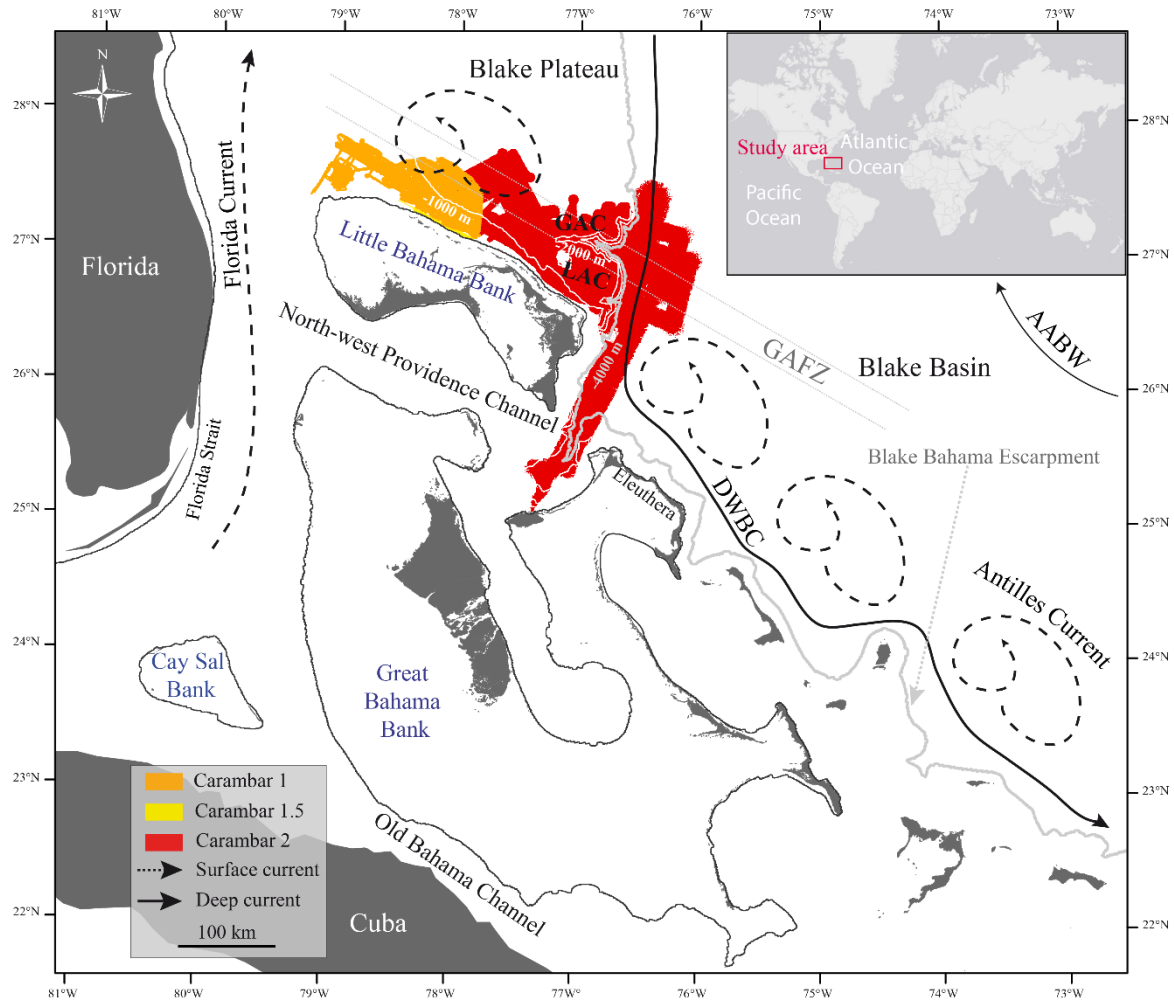 81°W
80°W
79°W
78°W
77°W
76°W
75°W
74°W
73°W
N
Blake Plateau
28°N
28°N
Study area
Atlantic
Ocean
Pacific
Ocean
Florida Current
-1000 m
GAC
-2000 m
LAC
27°N
27°N
Florida
Little Bahama Bank
North-west Providence Channel
-4000 m
GAFZ
Blake Basin
AABW
26°N
26°N
Florida Strait
Eleuthera
Blake Bahama Escarpment
DWBC
25°N
25°N
Antilles Current
24°N
24°N
Cay Sal
Bank
Great
Bahama
Bank
23°N
23°N
Carambar 1
Carambar 1.5
Carambar 2
Surface current
Deep current
100 km
Old Bahama Channel
22°N
22°N
Cuba
81°W
80°W
79°W
78°W
77°W
76°W
75°W
74°W
73°W